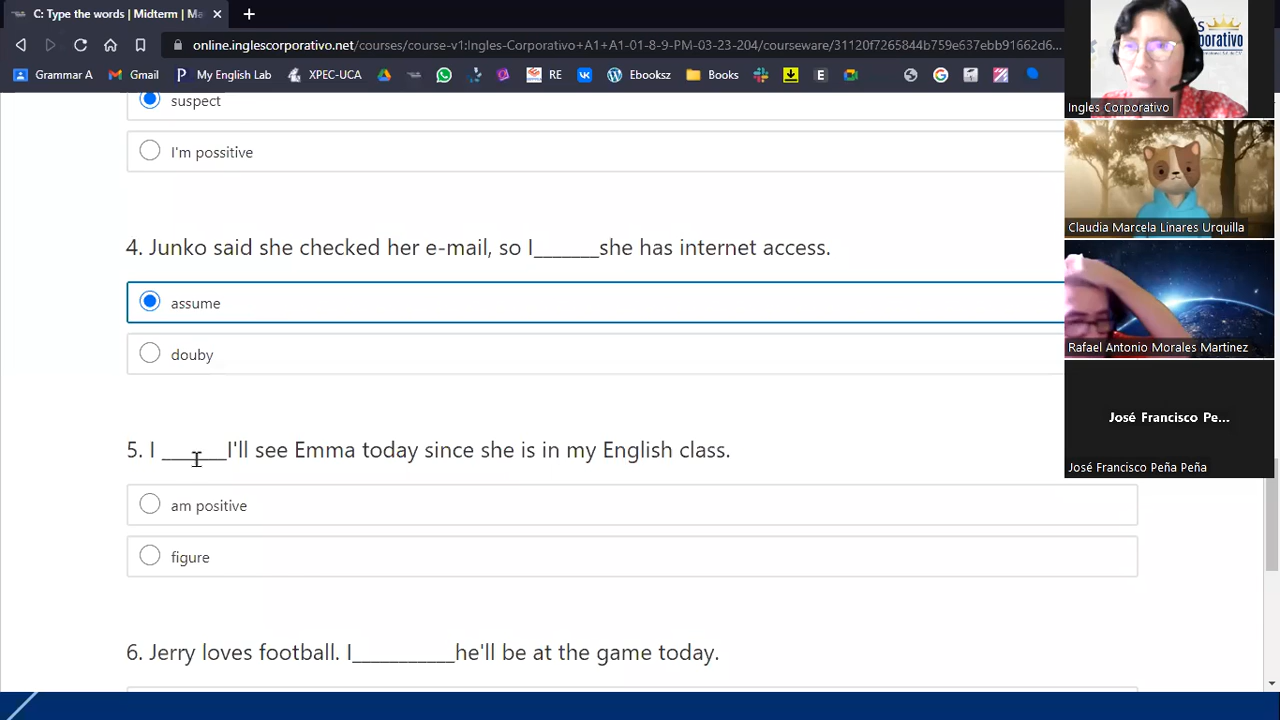 C: Type the words | Midterm | M
online.inglescorporativo.net/courses/course-v1:Ingles-Corporativo+A1+A1-01-8-9-PM-03-23-204/courseware/31120f7265844b759e637ebb91662d6...
Grammar A
Gmail
My English Lab
XPEC-UCA
RE
Ebooksz
Books
E
suspect
I'm possitive
4. Junko said she checked her e-mail, so I_______she has internet access.
assume
douby
5. I _______I'll see Emma today since she is in my English class.
am positive
figure
6. Jerry loves football. I___________he'll be at the game today.
Ingles Corporativo
Claudia Marcela Linares Urquilla
Rafael Antonio Morales Martinez
José Francisco Pe...
José Francisco Peña Peña